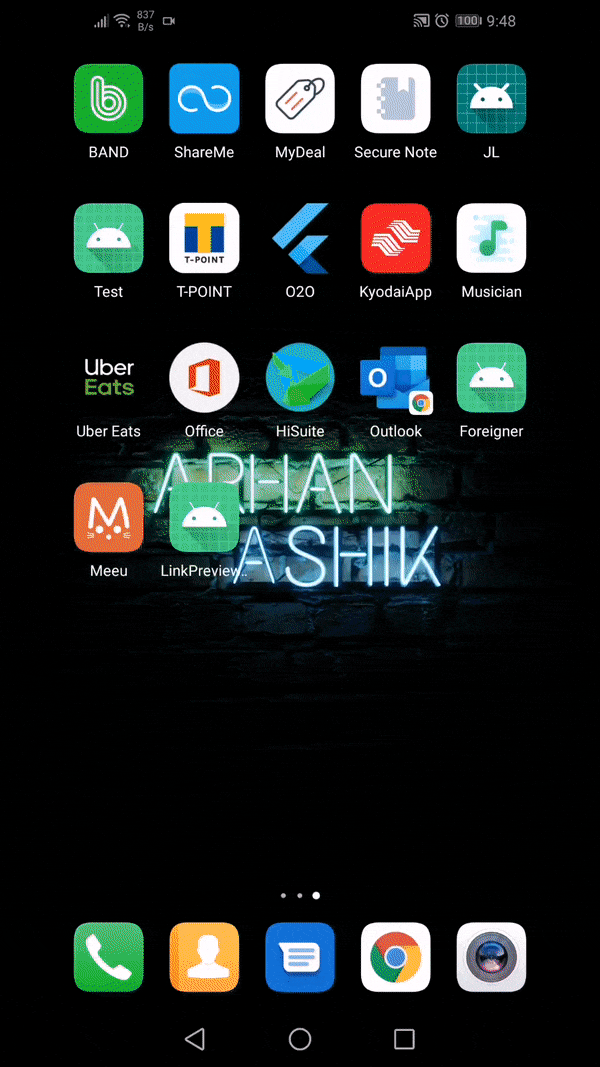 837
B/s
100
9:48
BAND
ShareMe
MyDeal
Secure Note
JL
T-POINT
Test
T-POINT
O2O
KyodaiApp
Musician
Uber
Eats
O
Uber Eats
Office
HiSuite
Outlook
Foreigner
ARHAN
ASHIK
M
Meeu
LinkPreview..